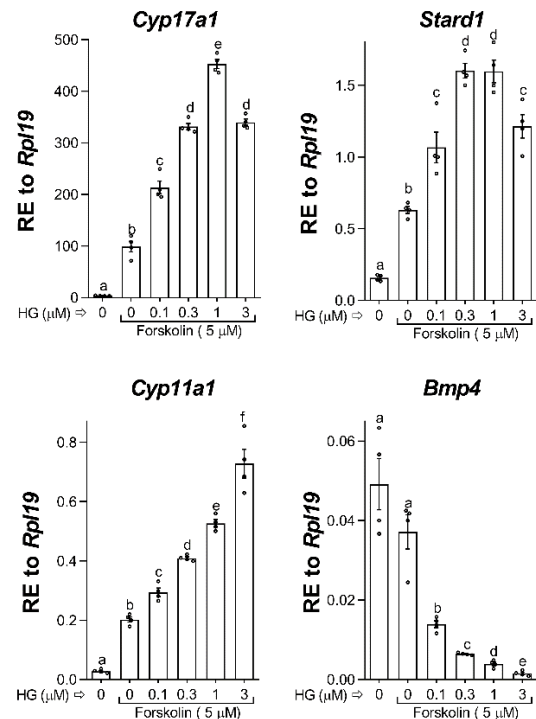 Cyp17a1
RE to Rpl19
500
400
300
200
100
0
a
b
c
d
e
d
HG (μM) ⇨ 0 0 0.1 0.3 1 3
Forskolin ( 5 μM)
Stard1
RE to Rpl19
1.5
1.0
0.5
0.0
a
b
c
d
d
c
HG (μM) ⇨ 0 0 0.1 0.3 1 3
Forskolin ( 5 μM)
Cyp11a1
RE to Rpl19
0.8
0.6
0.4
0.2
0.0
a
b
c
d
e
f
HG (μM) ⇨ 0 0 0.1 0.3 1 3
Forskolin ( 5 μM)
Bmp4
RE to Rpl19
0.06
0.04
0.02
0.00
a
a
b
c
d
e
HG (μM) ⇨ 0 0 0.1 0.3 1 3
Forskolin ( 5 μM)